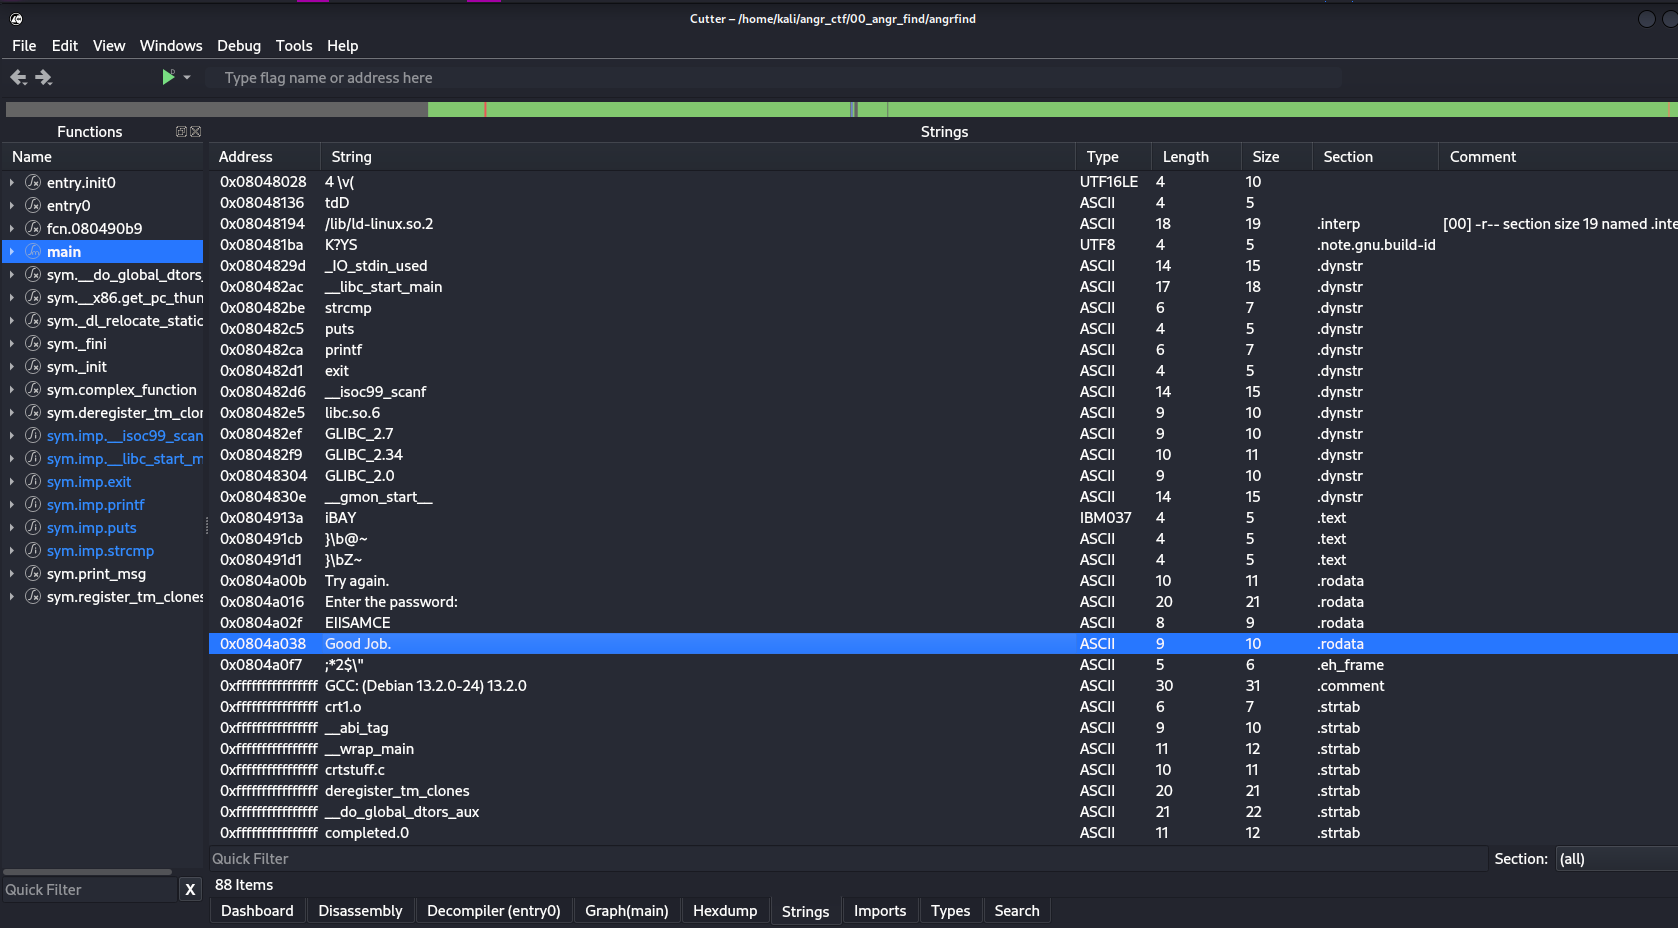 Cutter – /home/kali/angr_ctf/00_angr_find/angrfind
File Edit View Windows Debug Tools Help
Type flag name or address here
Functions
Name
entry.init0
entry0
fcn.080490b9
main
sym.__do_global_dtors_
sym.__x86.get_pc_thun
sym._dl_relocate_static
sym._fini
sym._init
sym.complex_function
sym.deregister_tm_clor
sym.imp.__isoc99_scan
sym.imp.__libc_start_m
sym.imp.exit
sym.imp.printf
sym.imp.puts
sym.imp.strcmp
sym.print_msg
sym.register_tm_clones
Quick Filter X
Strings
Address String Type Length Size Section Comment
0x08048028 4 \v( UTF16LE 4 10
0x08048136 tdD ASCII 4 5
0x08048194 /lib/ld-linux.so.2 ASCII 18 19 .interp [00] -r-- section size 19 named .inte
0x080481ba K?YS UTF8 4 5 .note.gnu.build-id
0x0804829d _IO_stdin_used ASCII 14 15 .dynstr
0x080482ac __libc_start_main ASCII 17 18 .dynstr
0x080482be strcmp ASCII 6 7 .dynstr
0x080482c5 puts ASCII 4 5 .dynstr
0x080482ca printf ASCII 6 7 .dynstr
0x080482d1 exit ASCII 4 5 .dynstr
0x080482d6 __isoc99_scanf ASCII 14 15 .dynstr
0x080482e5 libc.so.6 ASCII 9 10 .dynstr
0x080482ef GLIBC_2.7 ASCII 9 10 .dynstr
0x080482f9 GLIBC_2.34 ASCII 10 11 .dynstr
0x08048304 GLIBC_2.0 ASCII 9 10 .dynstr
0x0804830e __gmon_start__ ASCII 14 15 .dynstr
0x0804913a iBAY IBM037 4 5 .text
0x080491cb }\b@~ ASCII 4 5 .text
0x080491d1 }\bZ~ ASCII 4 5 .text
0x0804a00b Try again. ASCII 10 11 .rodata
0x0804a016 Enter the password: ASCII 20 21 .rodata
0x0804a02f EIISAMCE ASCII 8 9 .rodata
0x0804a038 Good Job. ASCII 9 10 .rodata
0x0804a0f7 ;*2$\" ASCII 5 6 .eh_frame
0xffffffffffffffff GCC: (Debian 13.2.0-24) 13.2.0 ASCII 30 31 .comment
0xffffffffffffffff crt1.o ASCII 6 7 .strtab
0xffffffffffffffff __abi_tag ASCII 9 10 .strtab
0xffffffffffffffff __wrap_main ASCII 11 12 .strtab
0xffffffffffffffff crtstuff.c ASCII 10 11 .strtab
0xffffffffffffffff deregister_tm_clones ASCII 20 21 .strtab
0xffffffffffffffff __do_global_dtors_aux ASCII 21 22 .strtab
0xffffffffffffffff completed.0 ASCII 11 12 .strtab
Quick Filter Section: (all)
88 Items
Dashboard Disassembly Decompiler (entry0) Graph(main) Hexdump Strings Imports Types Search